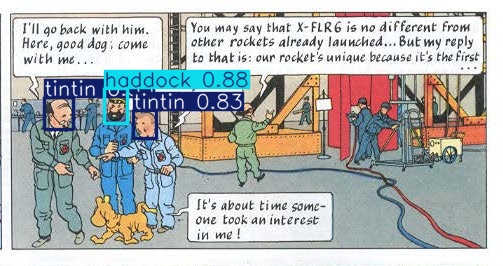 I'll go back with him.
Here, good dog; come
with me...
You may say that X-FLR6 is no different from
other rockets already launched... But my reply
to that is: our rocket's unique because it's the first
...
tintin 0.
haddock 0.88
tintin 0.83
It's about time some-
one took an interest
in me!